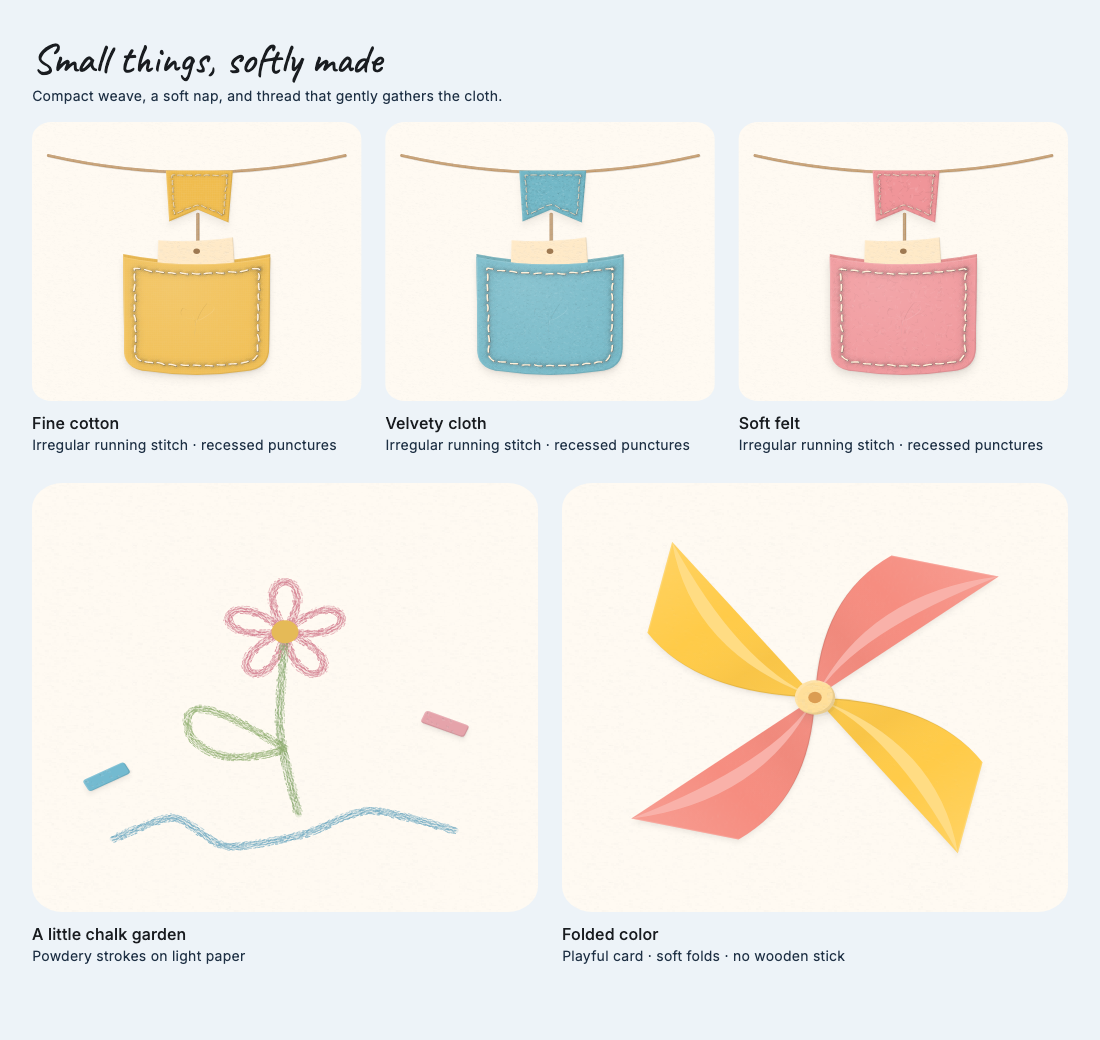 Small things, softly made
Compact weave, a soft nap, and thread that gently gathers the cloth.
Fine cotton
Irregular running stitch · recessed punctures
Velvety cloth
Irregular running stitch · recessed punctures
Soft felt
Irregular running stitch · recessed punctures
A little chalk garden
Powdery strokes on light paper
Folded color
Playful card · soft folds · no wooden stick